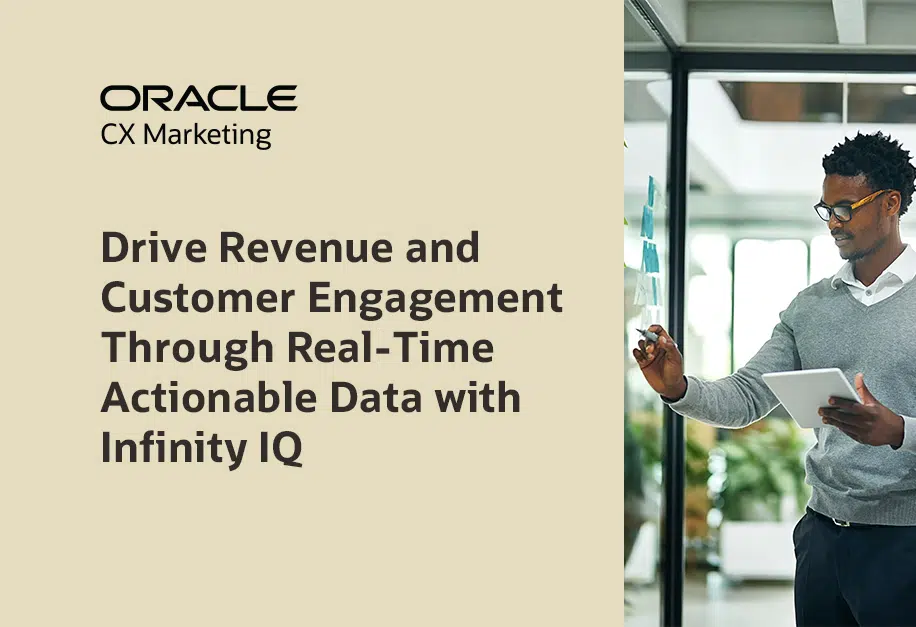 ORACLE
CX Marketing
Drive Revenue and
Customer Engagement
Through Real-Time
Actionable Data with
Infinity IQ